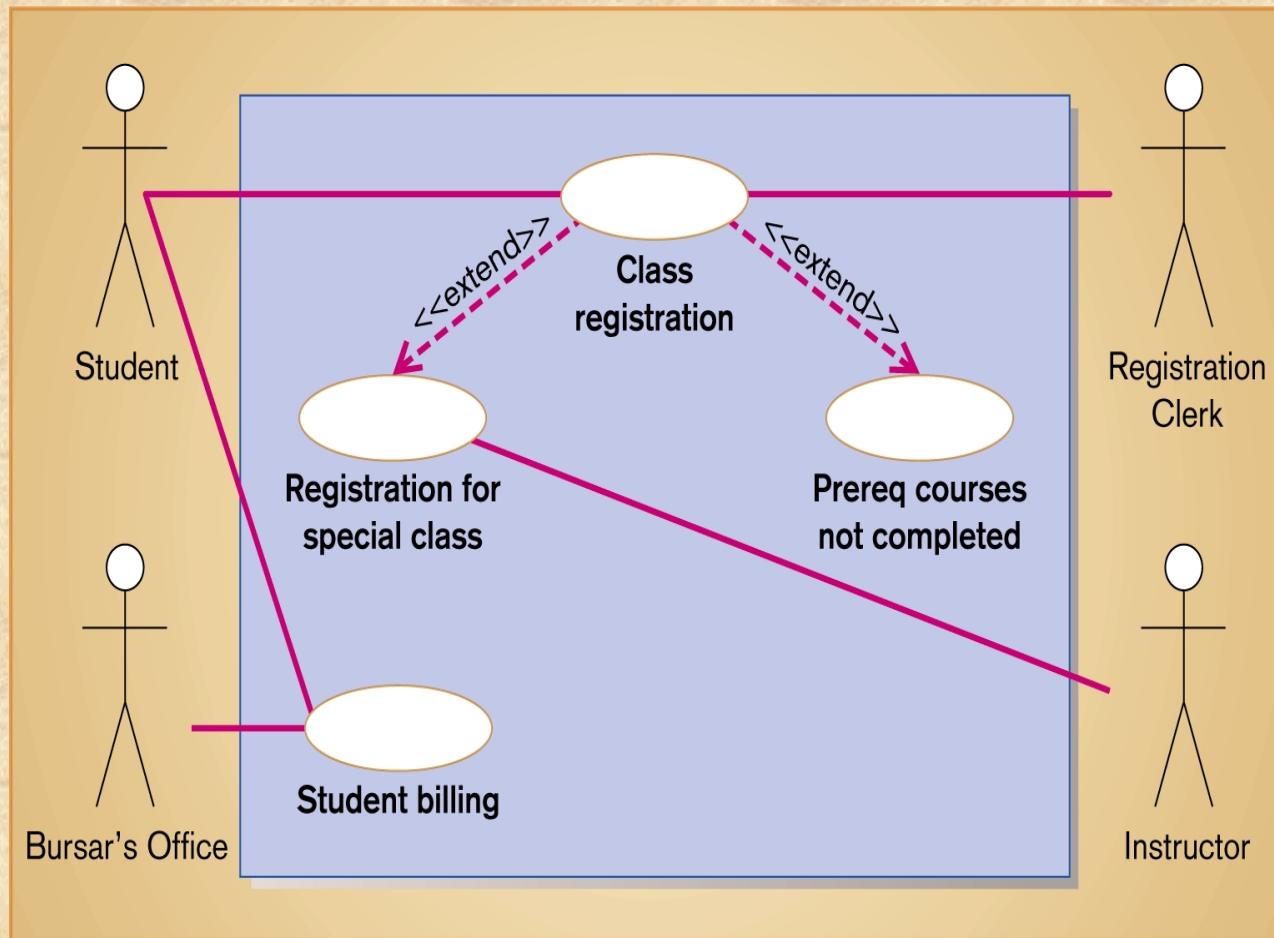 <<extend>>
<<extend>>
Class
registration
Student
Registration
Clerk
Registration for
special class
Prereq courses
not completed
Student billing
Bursar's Office
Instructor